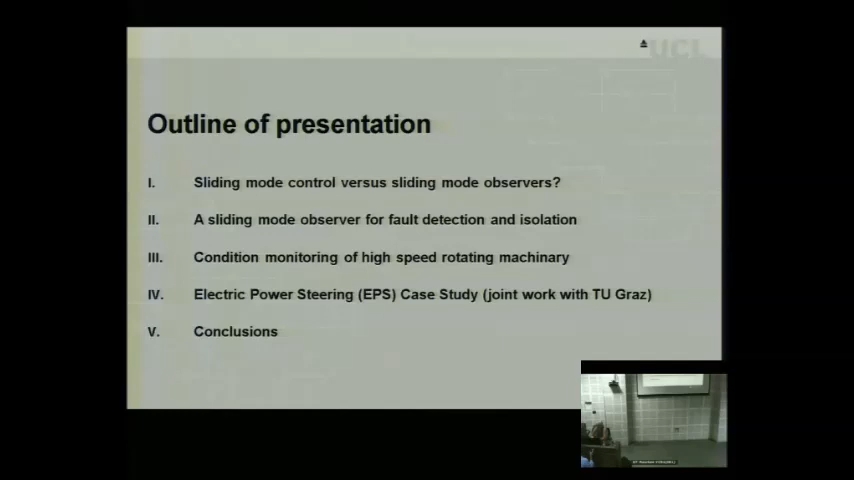 UCL
Outline of presentation
I. Sliding mode control versus sliding mode observers?
II. A sliding mode observer for fault detection and isolation
III. Condition monitoring of high speed rotating machinary
IV. Electric Power Steering (EPS) Case Study (joint work with TU Graz)
V. Conclusions